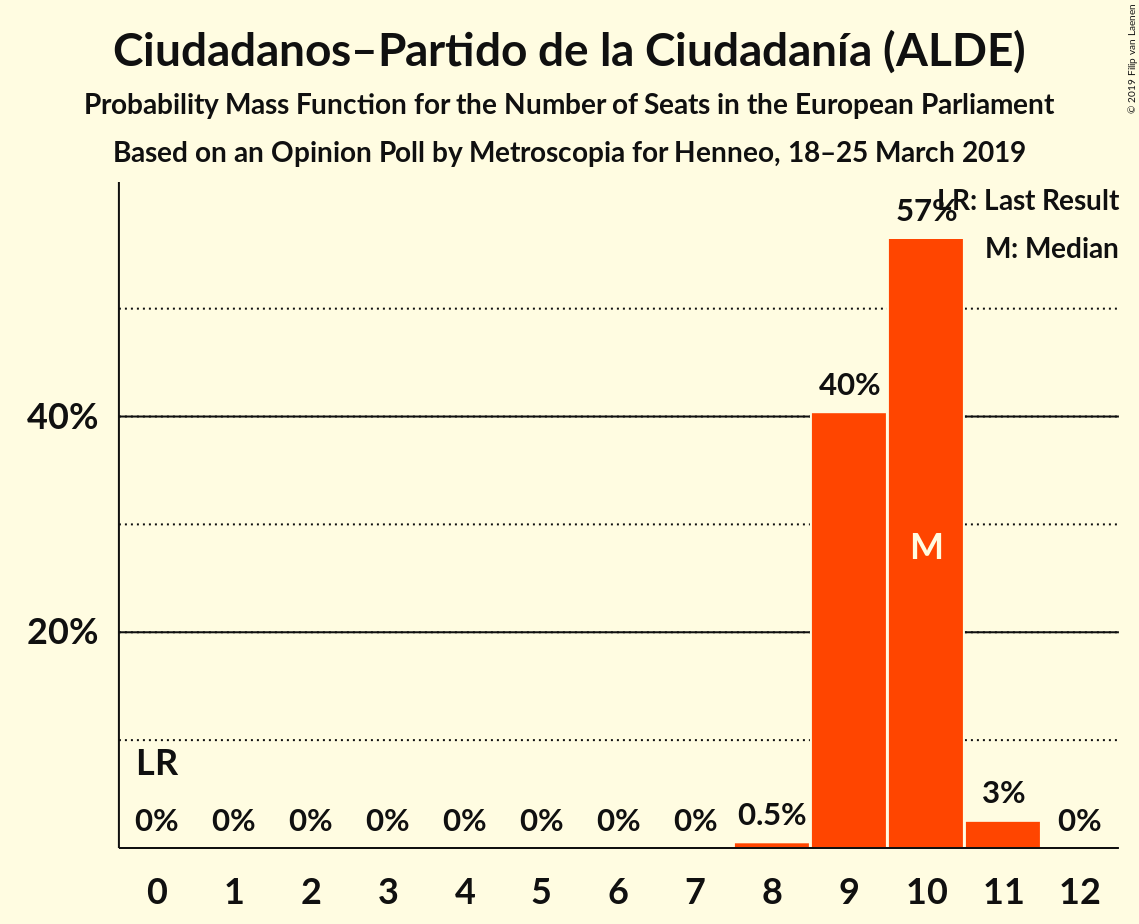 Ciudadanos–Partido de la Ciudadanía (ALDE)
Probability Mass Function for the Number of Seats in the European Parliament
Based on an Opinion Poll by Metroscopia for Henneo, 18–25 March 2019
© 2019 Filip van Laenen
LR: Last Result
M: Median
57%
40%
40%
M
20%
LR
0% 0% 0% 0% 0% 0% 0% 0% 0.5% 3% 0%
0 1 2 3 4 5 6 7 8 9 10 11 12